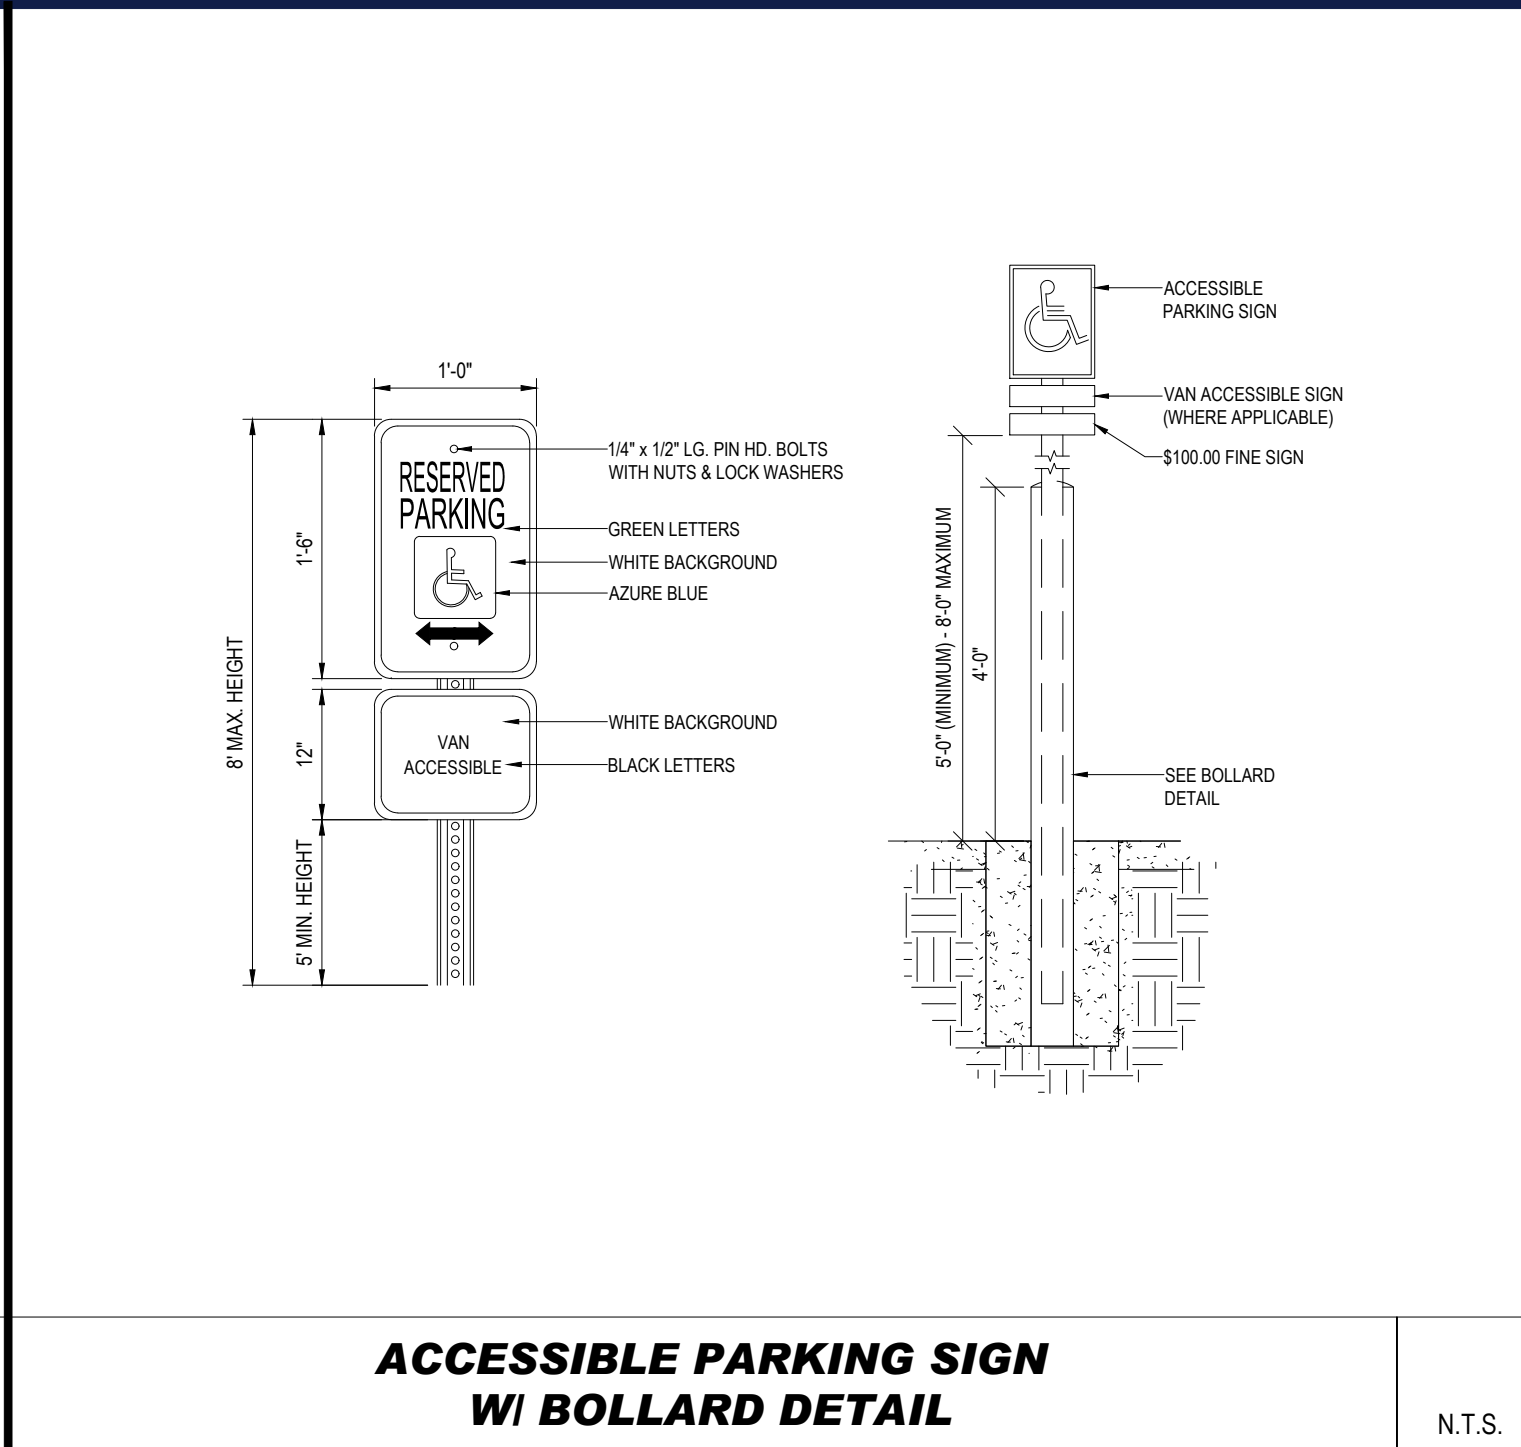 1'-0"
8' MAX. HEIGHT
1'-6"
12"
5' MIN. HEIGHT
RESERVED
PARKING
VAN
ACCESSIBLE
1/4" x 1/2" LG. PIN HD. BOLTS
WITH NUTS & LOCK WASHERS
GREEN LETTERS
WHITE BACKGROUND
AZURE BLUE
WHITE BACKGROUND
BLACK LETTERS
ACCESSIBLE
PARKING SIGN
VAN ACCESSIBLE SIGN
(WHERE APPLICABLE)
$100.00 FINE SIGN
5'-0" (MINIMUM) - 8'-0" MAXIMUM
4'-0"
SEE BOLLARD
DETAIL
ACCESSIBLE PARKING SIGN
W/ BOLLARD DETAIL
N.T.S.